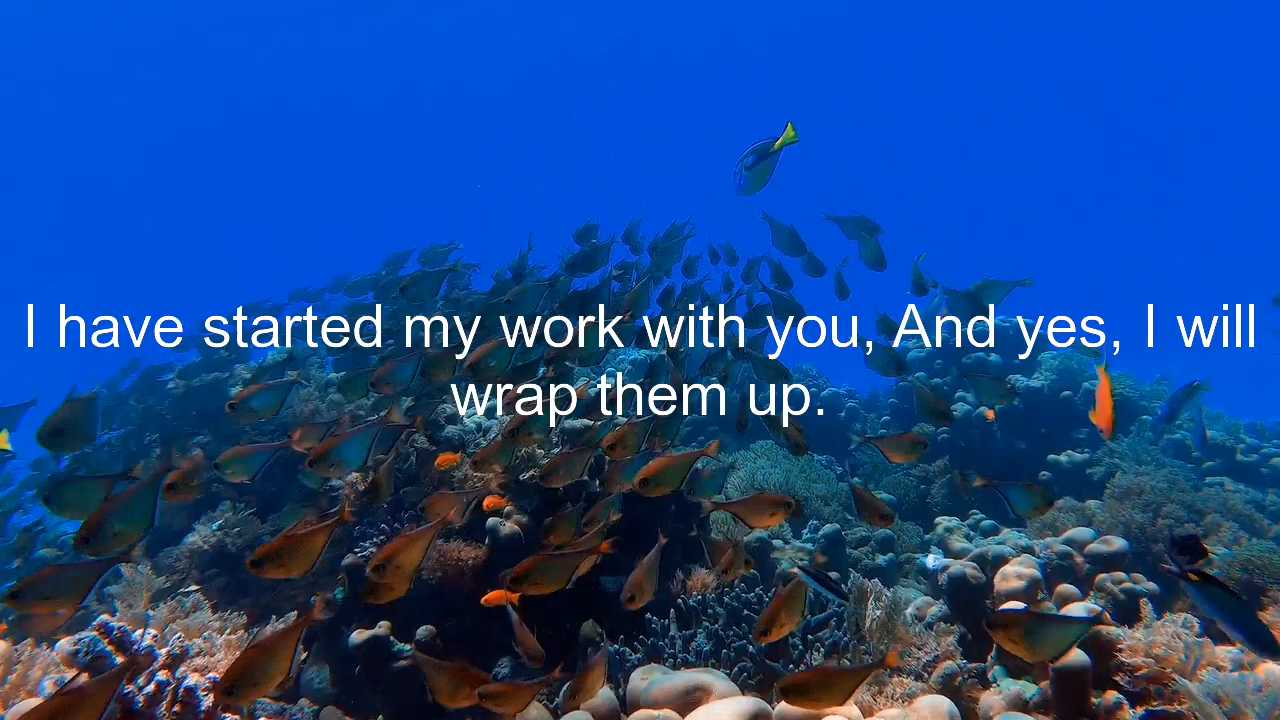 I have started my work with you, And yes, I will
wrap them up.